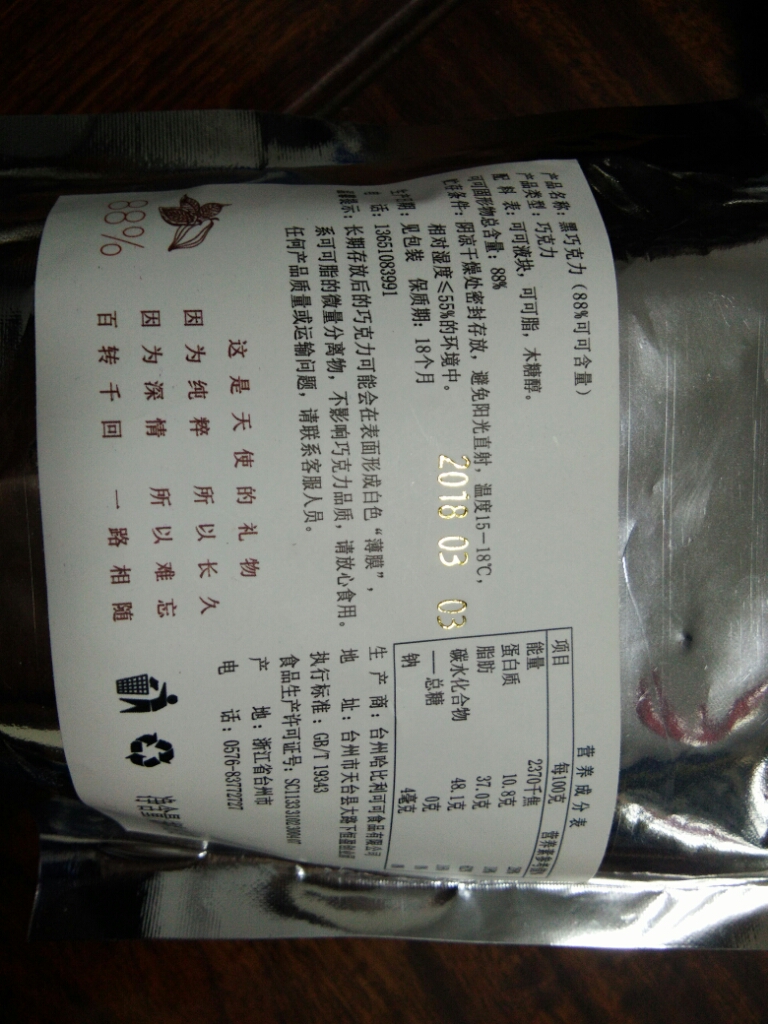 产品名称：黑巧克力（88%可可含量）
产品类型：巧克力
配 料 表：可可液块，可可脂，木糖醇。
可可固形物总含量：88%
贮存条件：阴凉干燥处密封存放，避免阳光直射，温度15-18℃，
相对湿度≤55%的环境中。
生产日期：见包装 保质期：18个月
2018 03 03
电 话：13651083991
温馨提示：长期存放后的巧克力可能会在表面形成白色“薄膜”，
系可可脂的微量分离物，不影响巧克力品质，请放心食用。
任何产品质量或运输问题，请联系客服人员。
88%
这是天使的礼物
因为纯粹 所以长久
因为深情 所以难忘
百转千回 一路相随
营养成分表
项目 每100克 营养素参考值
能量 2370千焦
蛋白质 10.8克
脂肪 37.0克
碳水化合物 48.1克
——总糖 0克
钠 4毫克
生 产 商：台州哈比利可可食品有限公司
地 址：台州市天台县大路下
执行标准：GB/T 19343
食品生产许可证号：
产 地：浙江省台州市
电 话：0576-83772727